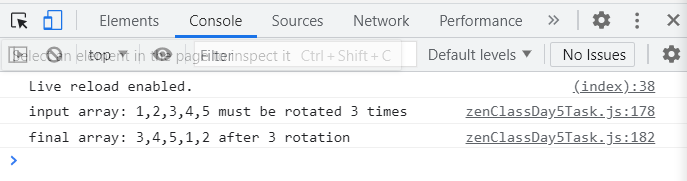 Elements Console Sources Network Performance »
top ▾ Filter Default levels ▾ No Issues
Select an element in the page to inspect it Ctrl + Shift + C
Live reload enabled. (index):38
input array: 1,2,3,4,5 must be rotated 3 times zenClassDay5Task.js:178
final array: 3,4,5,1,2 after 3 rotation zenClassDay5Task.js:182
>